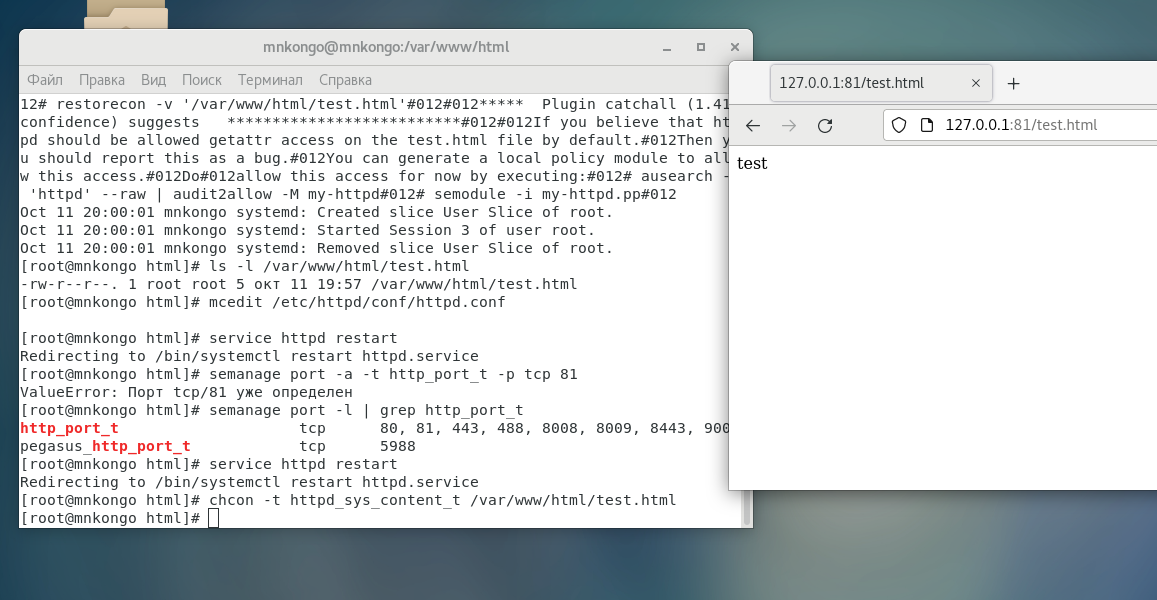 mnkongo@mnkongo:/var/www/html
Файл Правка Вид Поиск Терминал Справка
12# restorecon -v '/var/www/html/test.html'#012#012***** Plugin catchall (1.41
confidence) suggests **************************#012#012If you believe that ht
pd should be allowed getattr access on the test.html file by default.#012Then y
u should report this as a bug.#012You can generate a local policy module to all
w this access.#012Do#012allow this access for now by executing:#012# ausearch -
'httpd' --raw | audit2allow -M my-httpd#012# semodule -i my-httpd.pp#012
Oct 11 20:00:01 mnkongo systemd: Created slice User Slice of root.
Oct 11 20:00:01 mnkongo systemd: Started Session 3 of user root.
Oct 11 20:00:01 mnkongo systemd: Removed slice User Slice of root.
[root@mnkongo html]# ls -l /var/www/html/test.html
-rw-r--r--. 1 root root 5 окт 11 19:57 /var/www/html/test.html
[root@mnkongo html]# mcedit /etc/httpd/conf/httpd.conf
[root@mnkongo html]# service httpd restart
Redirecting to /bin/systemctl restart httpd.service
[root@mnkongo html]# semanage port -a -t http_port_t -p tcp 81
ValueError: Порт tcp/81 уже определен
[root@mnkongo html]# semanage port -l | grep http_port_t
http_port_t tcp 80, 81, 443, 488, 8008, 8009, 8443, 900
pegasus_http_port_t tcp 5988
[root@mnkongo html]# service httpd restart
Redirecting to /bin/systemctl restart httpd.service
[root@mnkongo html]# chcon -t httpd_sys_content_t /var/www/html/test.html
[root@mnkongo html]#
127.0.0.1:81/test.html
127.0.0.1:81/test.html
test